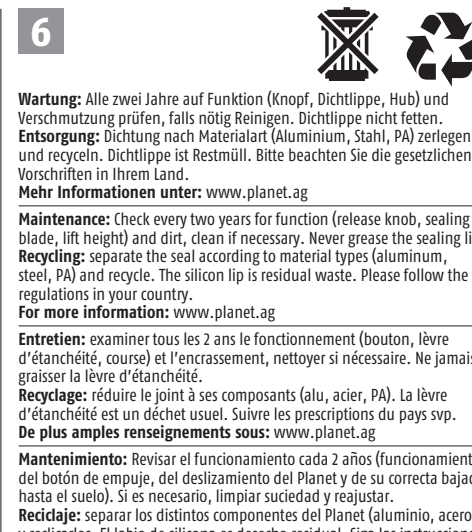 6
Wartung: Alle zwei Jahre auf Funktion (Knopf, Dichtlippe, Hub) und
Verschmutzung prüfen, falls nötig Reinigen. Dichtlippe nicht fetten.
Entsorgung: Dichtung nach Materialart (Aluminium, Stahl, PA) zerlegen
und recyceln. Dichtlippe ist Restmüll. Bitte beachten Sie die gesetzlichen
Vorschriften in Ihrem Land.
Mehr Informationen unter: www.planet.ag
Maintenance: Check every two years for function (release knob, sealing
blade, lift height) and dirt, clean if necessary. Never grease the sealing li
Recycling: separate the seal according to material types (aluminum,
steel, PA) and recycle. The silicon lip is residual waste. Please follow the
regulations in your country.
For more information: www.planet.ag
Entretien: examiner tous les 2 ans le fonctionnement (bouton, lèvre
d'étanchéité, course) et l'encrassement, nettoyer si nécessaire. Ne jamais
graisser la lèvre d'étanchéité.
Recyclage: réduire le joint à ses composants (alu, acier, PA). La lèvre
d'étanchéité est un déchet usuel. Suivre les prescriptions du pays svp.
De plus amples renseignements sous: www.planet.ag
Mantenimiento: Revisar el funcionamiento cada 2 años (funcionamient
del botón de empuje, del deslizamiento del Planet y de su correcta bajad
hasta el suelo). Si es necesario, limpiar suciedad y reajustar.
Reciclaje: separar los distintos componentes del Planet (aluminio, acero